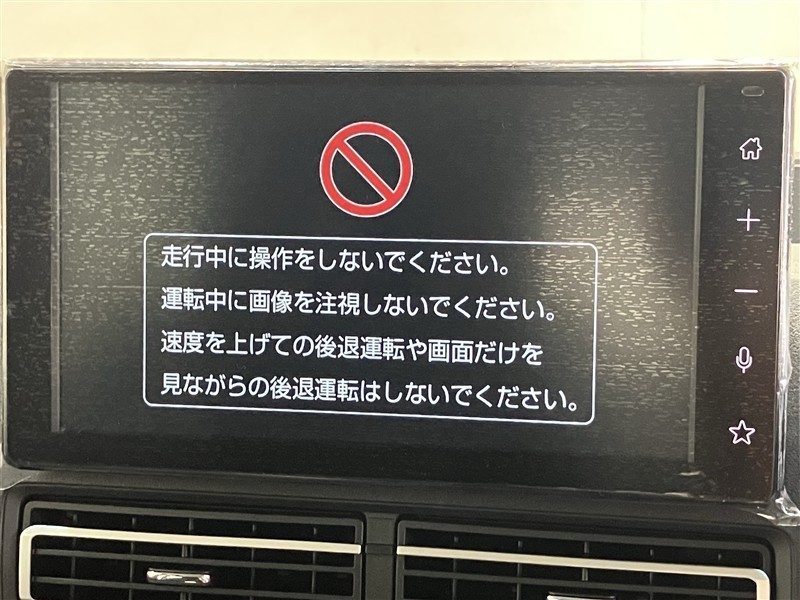 走行中に操作をしないでください。
運転中に画像を注視しないでください。
速度を上げての後退運転や画面だけを
見ながらの後退運転はしないでください。